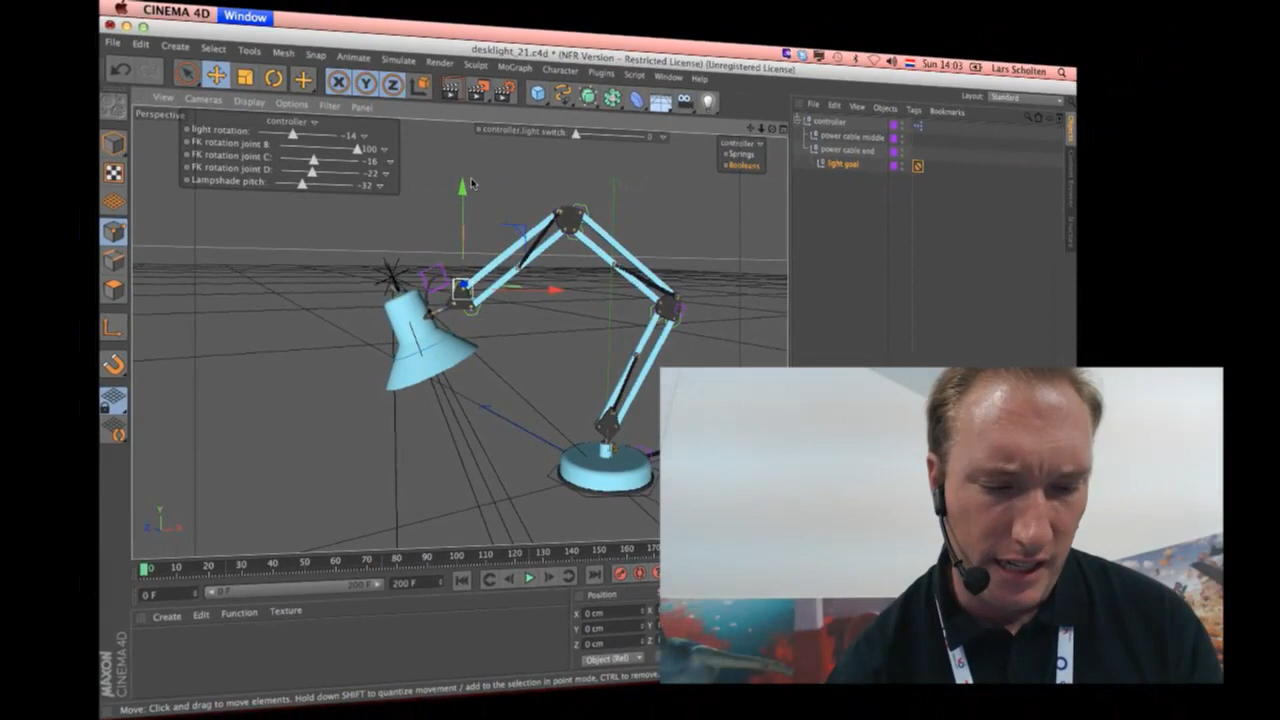 CINEMA 4D Window
Sun 14:03 Lars Scholten
desklight_21.c4d * (NFR Version - Restricted License) (Unregistered License)
File Edit Create Select Tools Mesh Snap Animate Simulate Render Sculpt MoGraph Character Plugins Script Window Help
Layout: Standard
View Cameras Display Options Filter Panel
File Edit View Objects Tags Bookmarks
Perspective
controller
light rotation: -14
FK rotation joint B: 100
FK rotation joint C: -16
FK rotation joint D: -22
Lampshade pitch: -32
controller.light switch: 0
controller
Springs
Booleans
controller
power cable middle
power cable end
light goal
Objects
Content Browser
Structure
X Y Z
Y
Z X
0 10 20 30 40 50 60 70 80 90 100 110 120 130 140 150 160 17
0 F 0 F 200 F 200 F
Create Edit Function Texture
Position
X 0 cm X
Y 0 cm Y
Z 0 cm
Object (Rel)
MAXON
CINEMA 4D
Move: Click and drag to move elements. Hold down SHIFT to quantize movement / add to the selection in point mode, CTRL to remove.